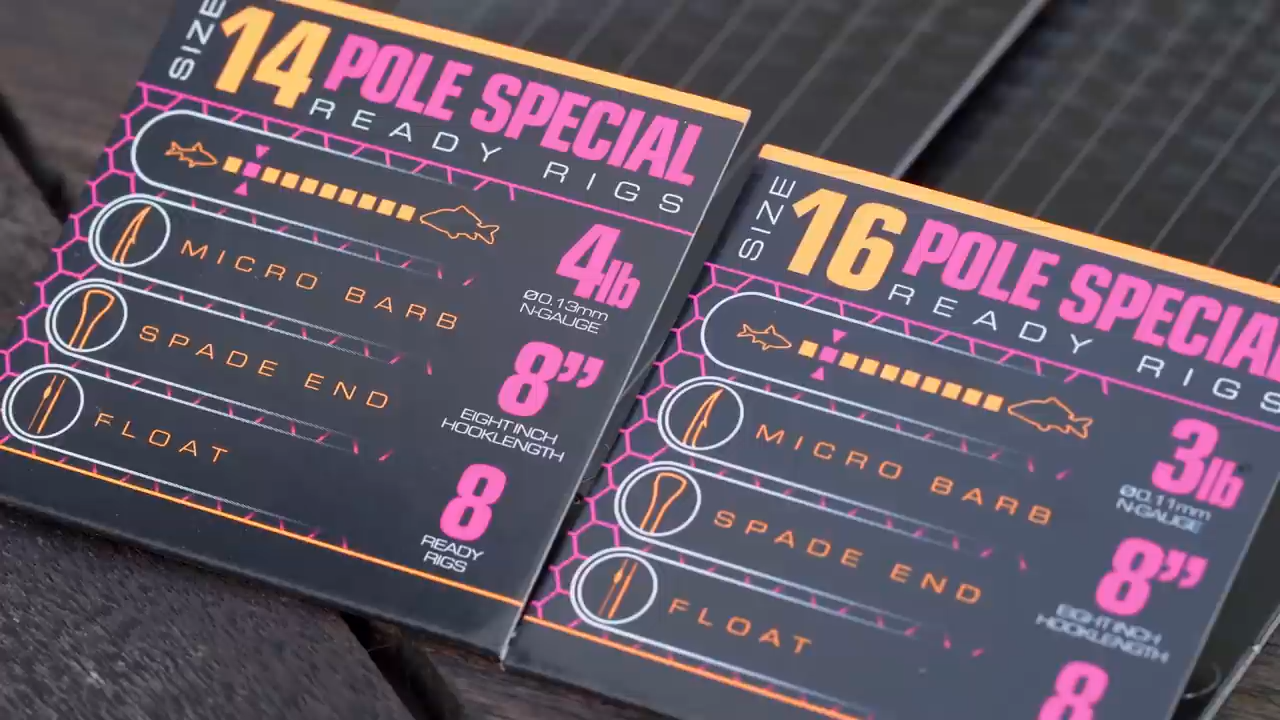 SIZE 14 POLE SPECIAL
READY RIGS
4lb
Ø0.13mm
N-GAUGE
MICRO BARB
8”
EIGHT INCH
HOOKLENGTH
SPADE END
FLOAT
8
READY
RIGS
SIZE 16 POLE SPECIAL
READY RIGS
3lb
Ø0.11mm
N-GAUGE
MICRO BARB
8”
EIGHT INCH
HOOKLENGTH
SPADE END
FLOAT
8